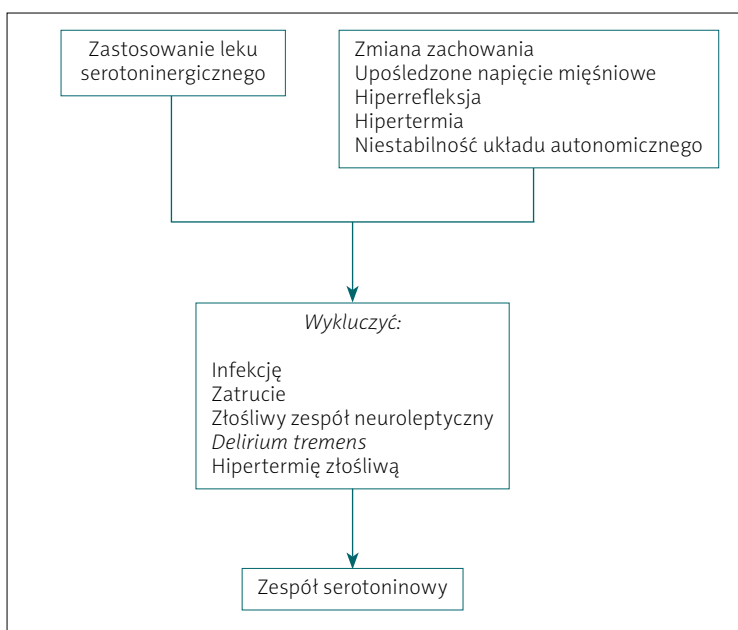 Zastosowanie leku
serotoninergicznego
Zmiana zachowania
Upośledzone napięcie mięśniowe
Hiperrefleksja
Hipertermia
Niestabilność układu autonomicznego
Wykluczyć:
Infekcję
Zatrucie
Złośliwy zespół neuroleptyczny
Delirium tremens
Hipertermię złośliwą
Zespół serotoninowy